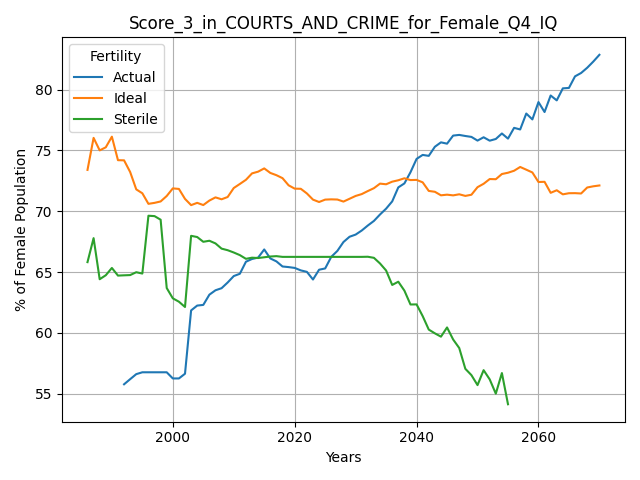 Score_3_in_COURTS_AND_CRIME_for_Female_Q4_IQ
Fertility
Actual
Ideal
Sterile
% of Female Population
80
75
70
65
60
55
2000 2020 2040 2060
Years